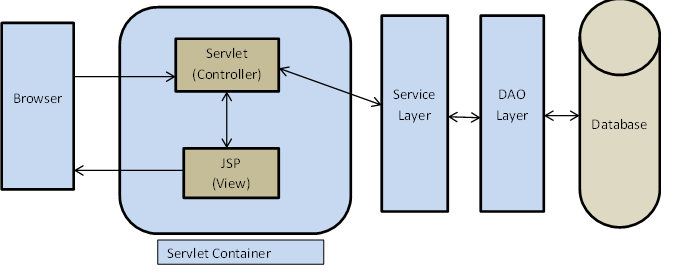 Browser
Servlet
(Controller)
JSP
(View)
Service
Layer
DAO
Layer
Database
Servlet Container